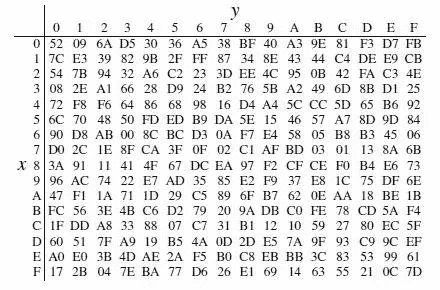 y
0 1 2 3 4 5 6 7 8 9 A B C D E F
0 52 09 6A D5 30 36 A5 38 BF 40 A3 9E 81 F3 D7 FB
1 7C E3 39 82 9B 2F FF 87 34 8E 43 44 C4 DE E9 CB
2 54 7B 94 32 A6 C2 23 3D EE 4C 95 0B 42 FA C3 4E
3 08 2E A1 66 28 D9 24 B2 76 5B A2 49 6D 8B D1 25
4 72 F8 F6 64 86 68 98 16 D4 A4 5C CC 5D 65 B6 92
5 6C 70 48 50 FD ED B9 DA 5E 15 46 57 A7 8D 9D 84
6 90 D8 AB 00 8C BC D3 0A F7 E4 58 05 B8 B3 45 06
7 D0 2C 1E 8F CA 3F 0F 02 C1 AF BD 03 01 13 8A 6B
x 8 3A 91 11 41 4F 67 DC EA 97 F2 CF CE F0 B4 E6 73
9 96 AC 74 22 E7 AD 35 85 E2 F9 37 E8 1C 75 DF 6E
A 47 F1 1A 71 1D 29 C5 89 6F B7 62 0E AA 18 BE 1B
B FC 56 3E 4B C6 D2 79 20 9A DB C0 FE 78 CD 5A F4
C 1F DD A8 33 88 07 C7 31 B1 12 10 59 27 80 EC 5F
D 60 51 7F A9 19 B5 4A 0D 2D E5 7A 9F 93 C9 9C EF
E A0 E0 3B 4D AE 2A F5 B0 C8 EB BB 3C 83 53 99 61
F 17 2B 04 7E BA 77 D6 26 E1 69 14 63 55 21 0C 7D